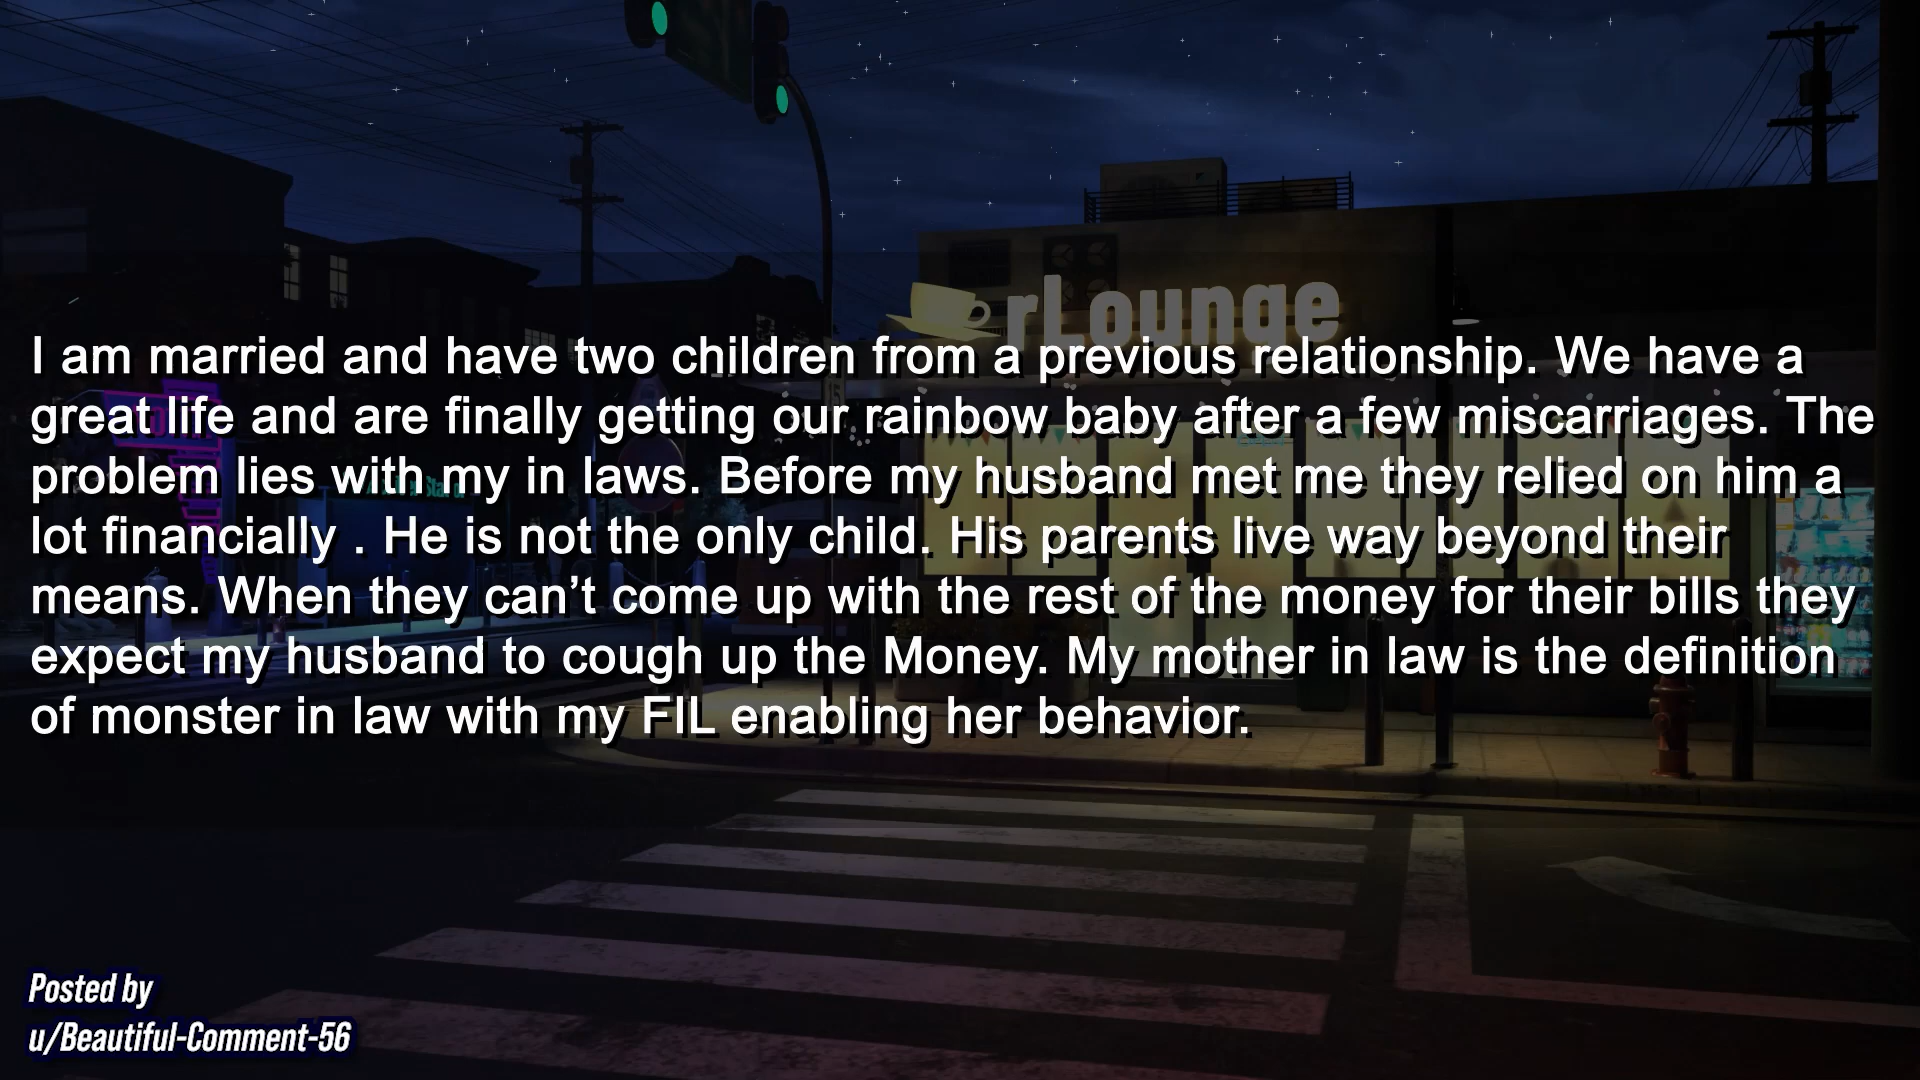 rLounge
I am married and have two children from a previous relationship. We have a
great life and are finally getting our rainbow baby after a few miscarriages. The
problem lies with my in laws. Before my husband met me they relied on him a
lot financially . He is not the only child. His parents live way beyond their
means. When they can’t come up with the rest of the money for their bills they
expect my husband to cough up the Money. My mother in law is the definition
of monster in law with my FIL enabling her behavior.
Posted by
u/Beautiful-Comment-56